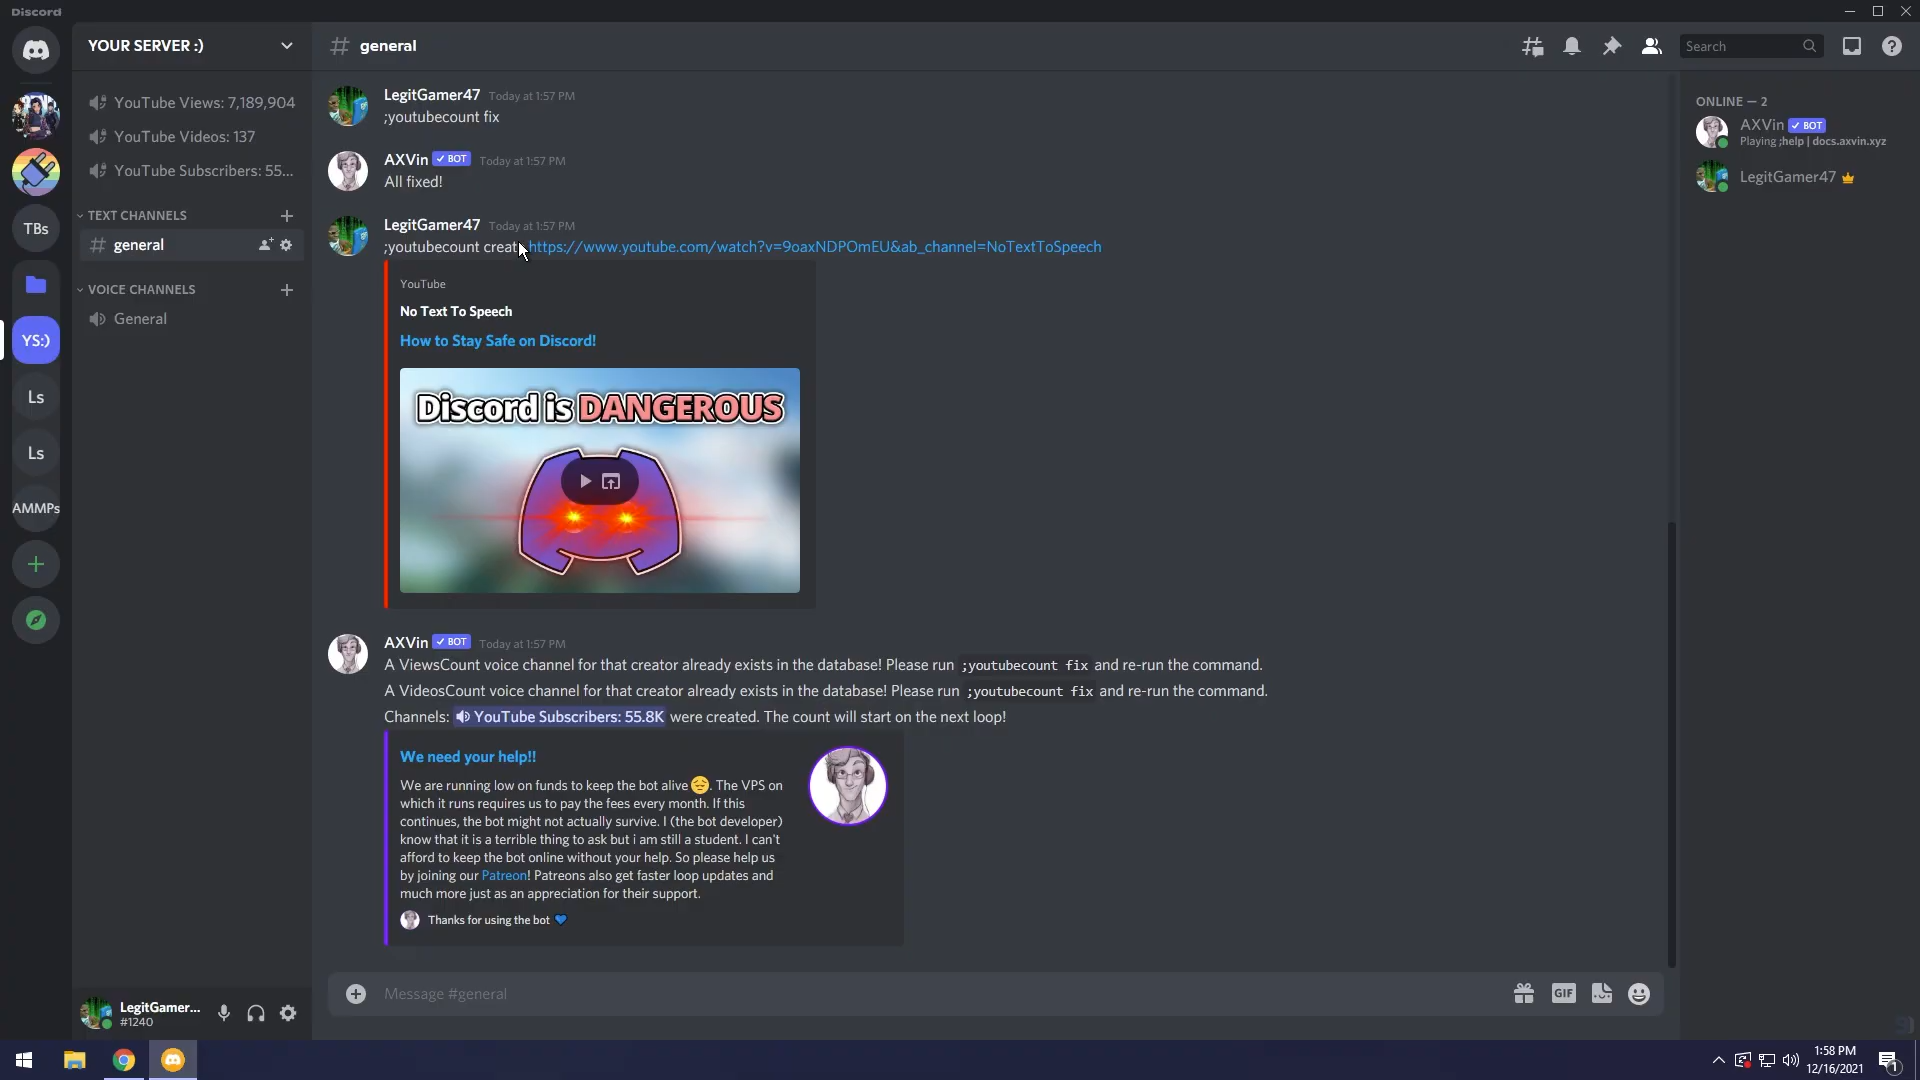 Discord
YOUR SERVER :)
YouTube Views: 7,189,904
YouTube Videos: 137
YouTube Subscribers: 55...
TEXT CHANNELS
general
VOICE CHANNELS
General
TBs
YS:)
Ls
Ls
AMMPs
LegitGamer...
#1240
general
Search
LegitGamer47 Today at 1:57 PM
;youtubecount fix
AXVin BOT Today at 1:57 PM
All fixed!
LegitGamer47 Today at 1:57 PM
;youtubecount creat https://www.youtube.com/watch?v=9oaxNDPOmEU&ab_channel=NoTextToSpeech
YouTube
No Text To Speech
How to Stay Safe on Discord!
Discord is DANGEROUS
AXVin BOT Today at 1:57 PM
A ViewsCount voice channel for that creator already exists in the database! Please run ;youtubecount fix and re-run the command.
A VideosCount voice channel for that creator already exists in the database! Please run ;youtubecount fix and re-run the command.
Channels: YouTube Subscribers: 55.8K were created. The count will start on the next loop!
We need your help!!
We are running low on funds to keep the bot alive 😔. The VPS on
which it runs requires us to pay the fees every month. If this
continues, the bot might not actually survive. I (the bot developer)
know that it is a terrible thing to ask but i am still a student. I can't
afford to keep the bot online without your help. So please help us
by joining our Patreon! Patreons also get faster loop updates and
much more just as an appreciation for their support.
Thanks for using the bot 💙
Message #general
GIF
ONLINE — 2
AXVin BOT
Playing ;help | docs.axvin.xyz
LegitGamer47
1:58 PM
12/16/2021
1